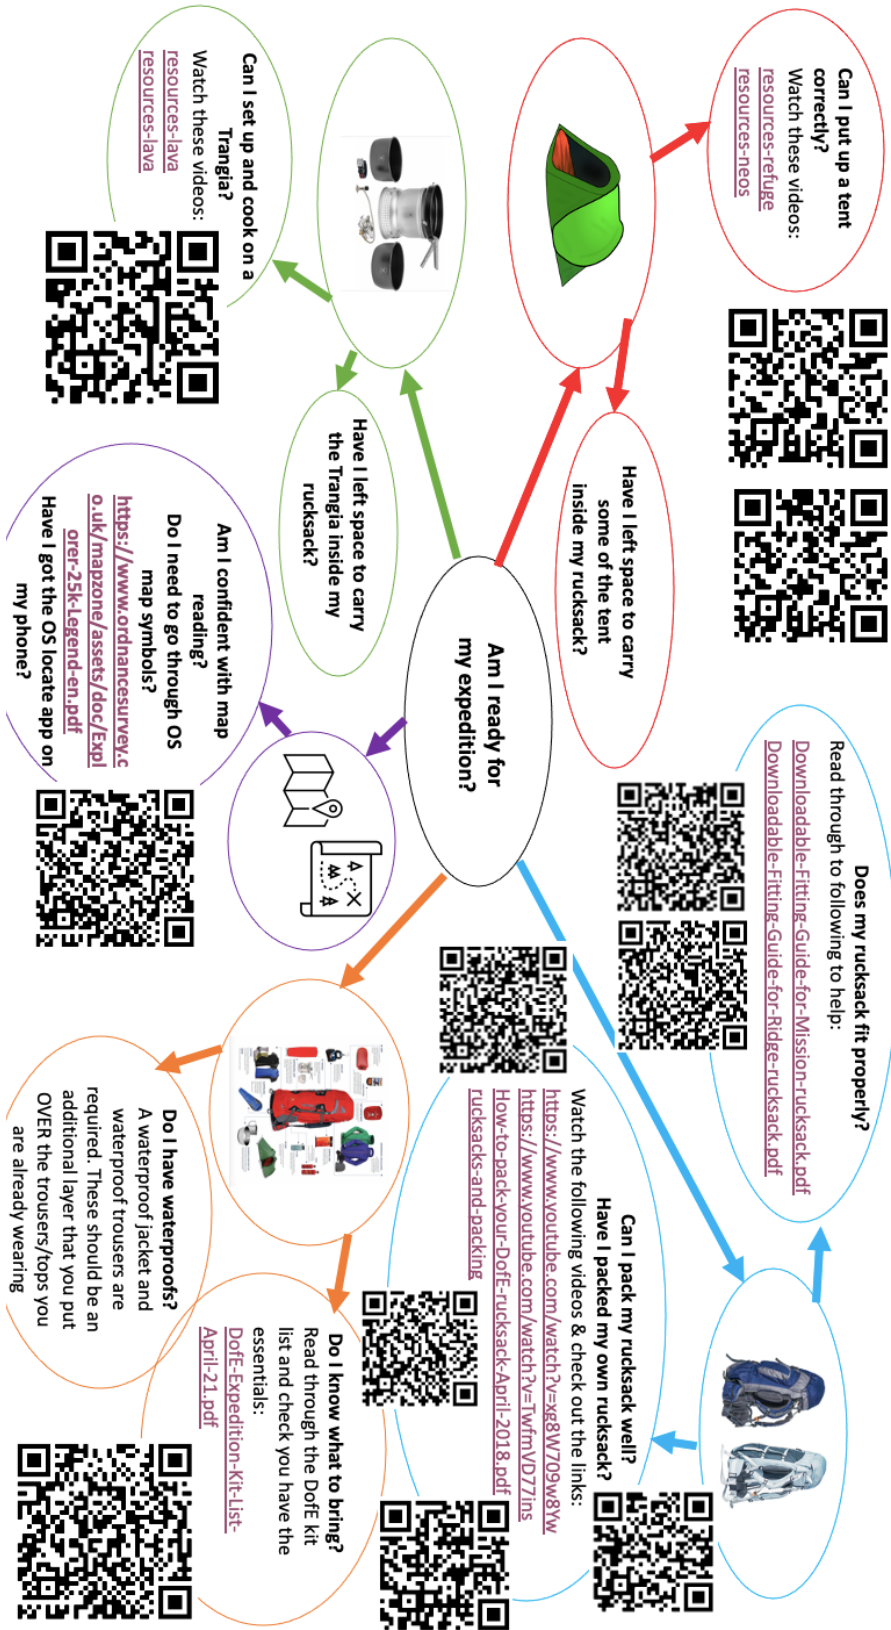 Am I ready for
my expedition?
Can I put up a tent
correctly?
Watch these videos:
resources-refuge
resources-neos
Have I left space to carry
some of the tent
inside my rucksack?
Can I set up and cook on a
Trangia?
Watch these videos:
resources-lava
resources-lava
Have I left space to carry
the Trangia inside my
rucksack?
Am I confident with map
reading?
Do I need to go through OS
map symbols?
https://www.ordnancesurvey.c
o.uk/mapzone/assets/doc/Expl
orer-25k-Legend-en.pdf
Have I got the OS locate app on
my phone?
Does my rucksack fit properly?
Read through to following to help:
Downloadable-Fitting-Guide-for-Mission-rucksack.pdf
Downloadable-Fitting-Guide-for-Ridge-rucksack.pdf
Can I pack my rucksack well?
Have I packed my own rucksack?
Watch the following videos & check out the links:
https://www.youtube.com/watch?v=xg8W709w8Yw
https://www.youtube.com/watch?v=TwfmVD77ins
How-to-pack-your-DofE-rucksack-April-2018.pdf
rucksacks-and-packing
Do I have waterproofs?
A waterproof jacket and
waterproof trousers are
required. These should be an
additional layer that you put
OVER the trousers/tops you
are already wearing
Do I know what to bring?
Read through the DofE kit
list and check you have the
essentials:
DofE-Expedition-Kit-List-
April-21.pdf